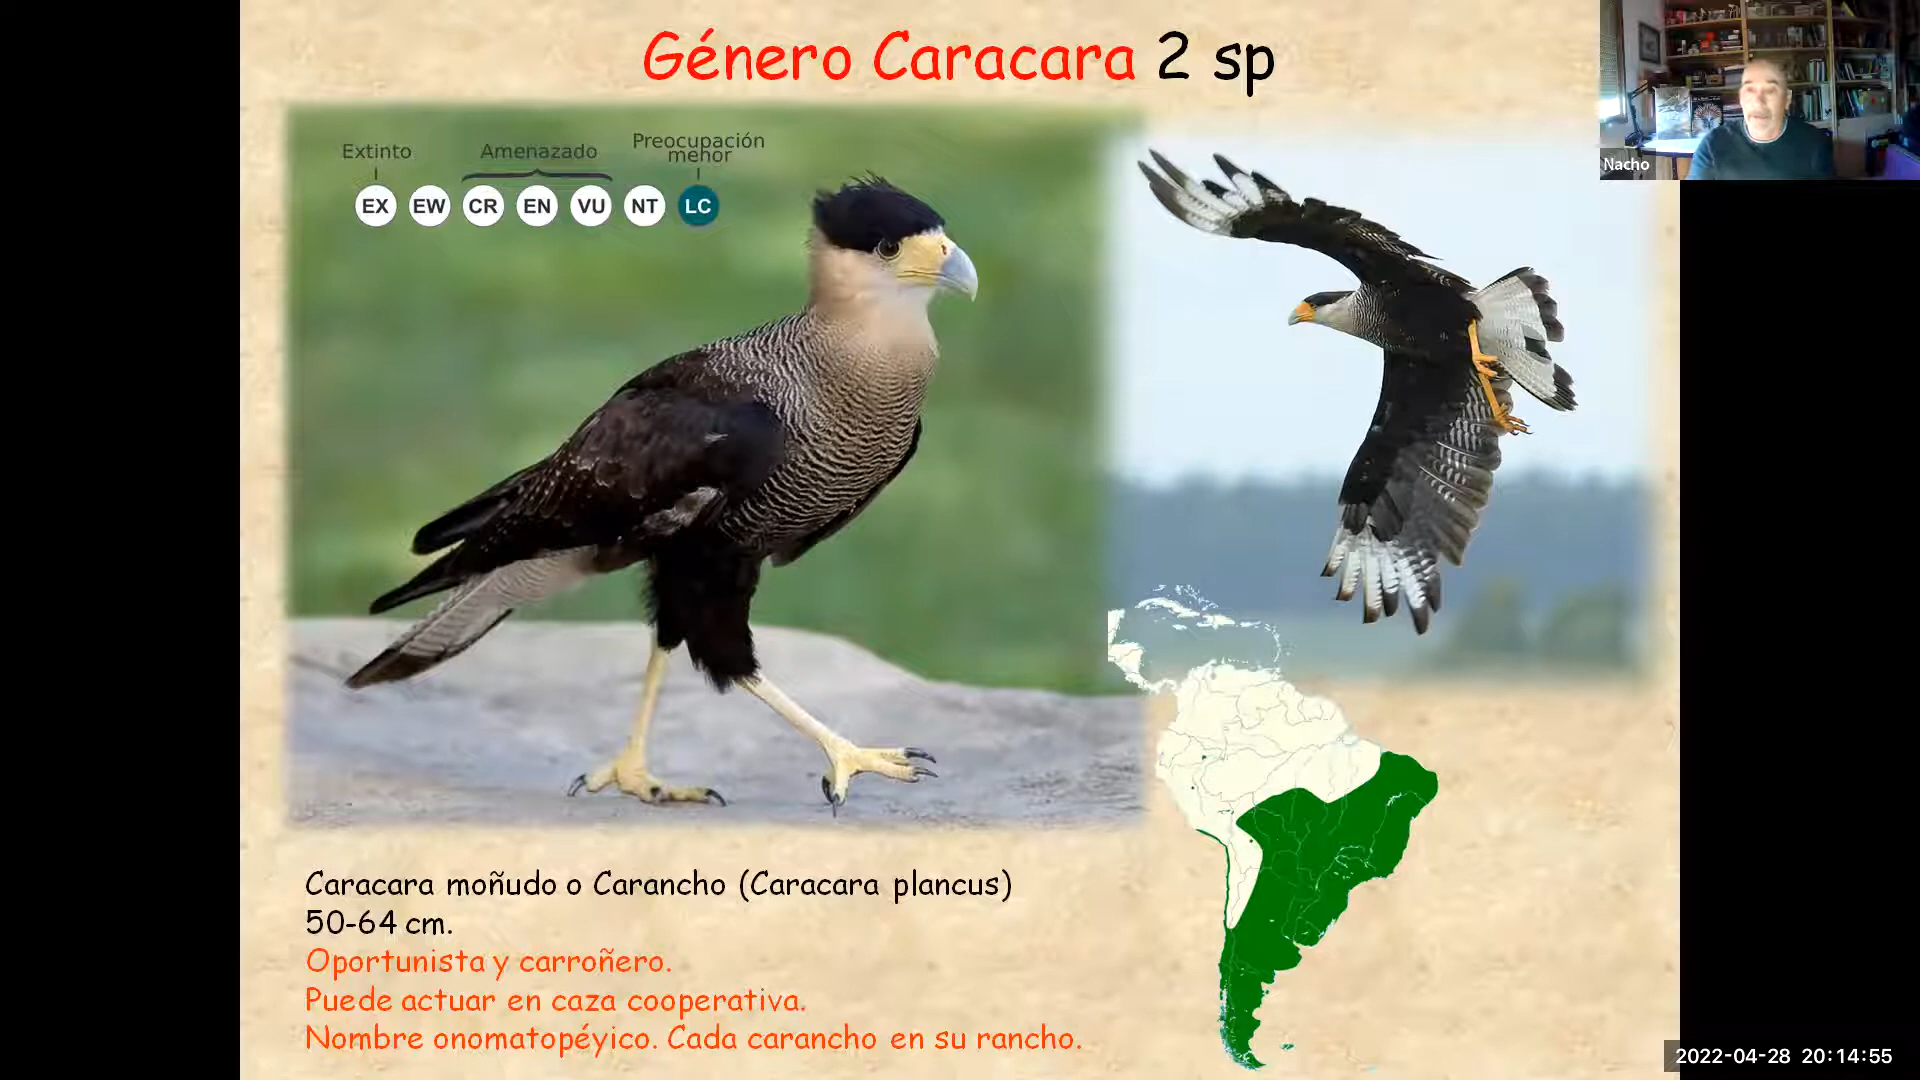 Género Caracara 2 sp
Extinto
Amenazado
Preocupación
menor
EX EW CR EN VU NT LC
Nacho
Caracara moñudo o Carancho (Caracara plancus)
50-64 cm.
Oportunista y carroñero.
Puede actuar en caza cooperativa.
Nombre onomatopéyico. Cada carancho en su rancho.
2022-04-28 20:14:55